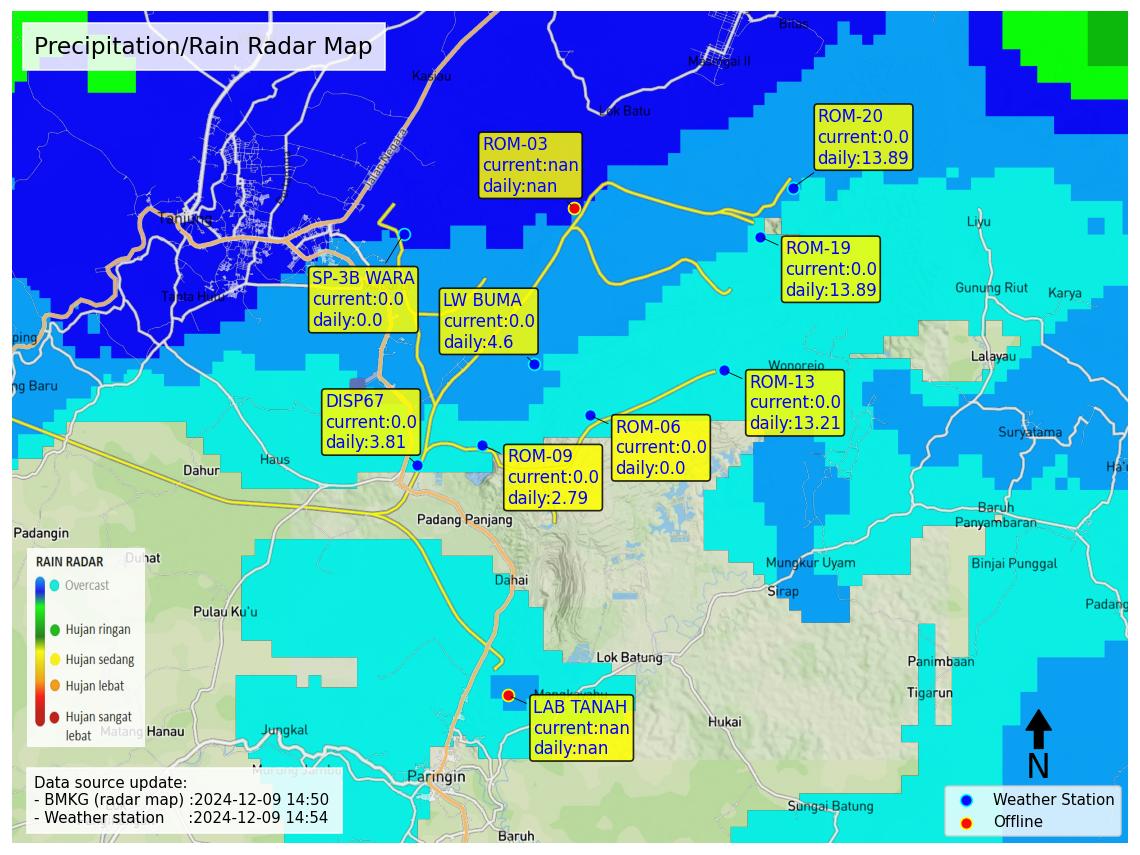 Precipitation/Rain Radar Map
Bilas
Masingai II
Kasiau
Lok Batu
Jalan Negara
ROM-20
current:0.0
daily:13.89
ROM-03
current:nan
daily:nan
Tanjung
Liyu
ROM-19
current:0.0
daily:13.89
SP-3B WARA
current:0.0
daily:0.0
LW BUMA
current:0.0
daily:4.6
Gunung Riut
Karya
Tanta Hulu
ping
Lalayau
Wonorejo
ng Baru
ROM-13
current:0.0
daily:13.21
DISP67
current:0.0
daily:3.81
ROM-06
current:0.0
daily:0.0
Suryatama
ROM-09
current:0.0
daily:2.79
Haus
Dahur
Ha
Baruh
Panyambaran
Padang Panjang
Padangin
Duhat
Mungkur Uyam
Binjai Punggal
RAIN RADAR
Overcast
Hujan ringan
Hujan sedang
Hujan lebat
Hujan sangat
lebat
Dahai
Sirap
Padang
Pulau Ku'u
Lok Batung
Panimbaan
Tigarun
Mangkayahu
LAB TANAH
current:nan
daily:nan
Matang Hanau
Jungkal
Hukai
Murung Jambu
Paringin
N
Data source update:
- BMKG (radar map) :2024-12-09 14:50
- Weather station :2024-12-09 14:54
Sungai Batung
Baruh
Weather Station
Offline